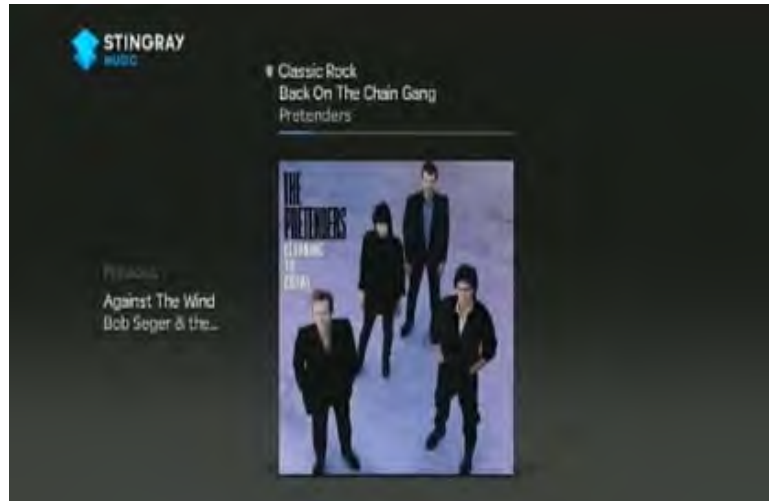 STINGRAY
MUSIC
Classic Rock
Back On The Chain Gang
Pretenders
THE
PRETENDERS
LEARNING
TO
CRAWL
Previous
Against The Wind
Bob Seger & the...